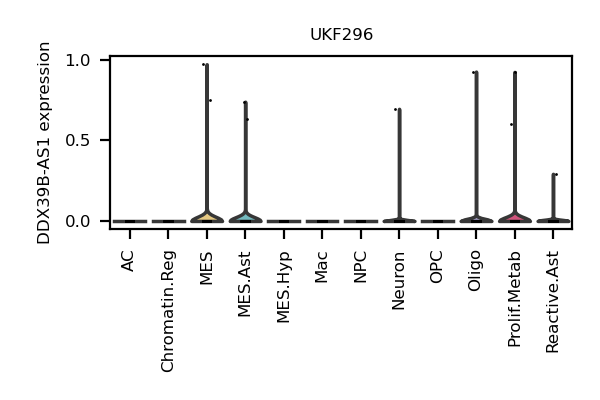 UKF296
DDX39B-AS1 expression
1.0
0.5
0.0
AC
Chromatin.Reg
MES
MES.Ast
MES.Hyp
Mac
NPC
Neuron
OPC
Oligo
Prolif.Metab
Reactive.Ast